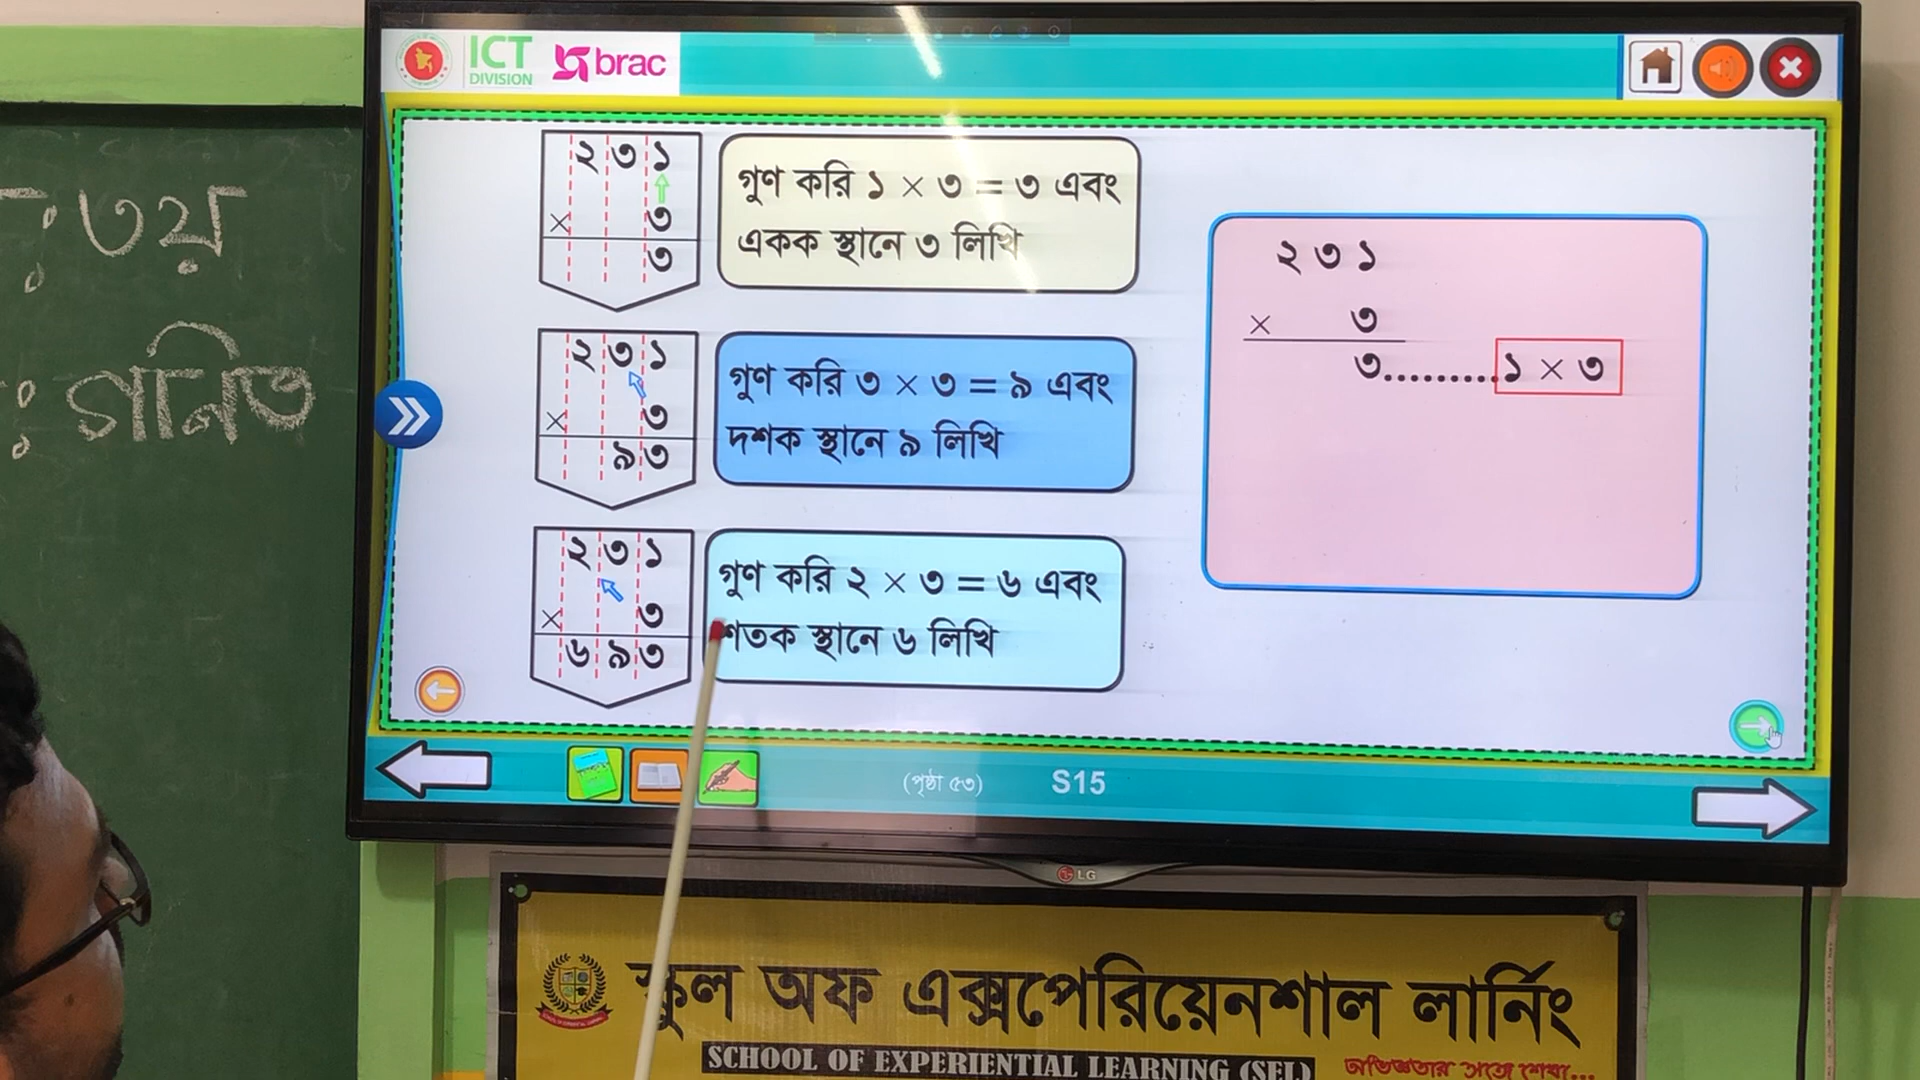 ICT
DIVISION
brac
২ ৩ ১
× ৩
৩
গুণ করি ১ × ৩ = ৩ এবং
একক স্থানে ৩ লিখি
২ ৩ ১
× ৩
৯ ৩
গুণ করি ৩ × ৩ = ৯ এবং
দশক স্থানে ৯ লিখি
২ ৩ ১
× ৩
৬ ৯ ৩
গুণ করি ২ × ৩ = ৬ এবং
শতক স্থানে ৬ লিখি
২ ৩ ১
× ৩
৩..........১ × ৩
(পৃষ্ঠা ৫৩) S15
: ৩য়
: গনিত
LG
স্কুল অফ এক্সপেরিয়েনশাল লার্নিং
SCHOOL OF EXPERIENTIAL LEARNING (SEL)